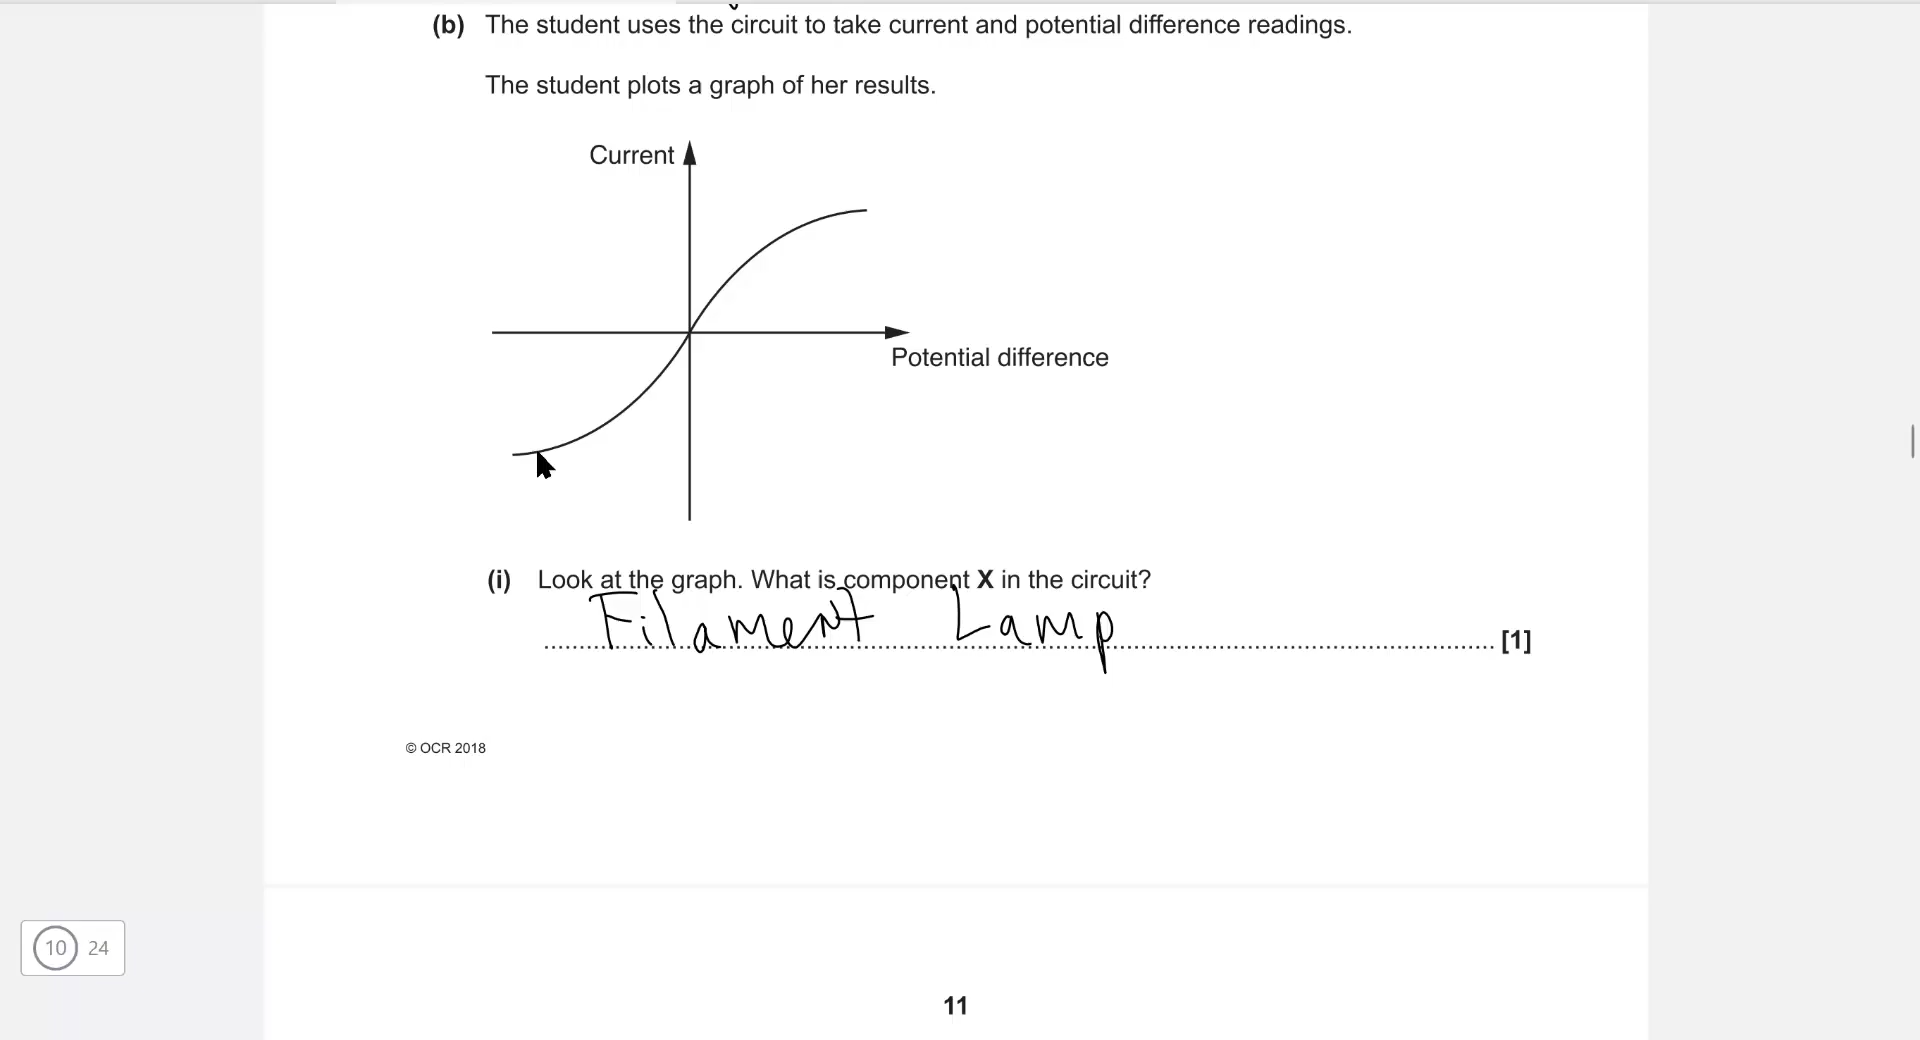 (b) The student uses the circuit to take current and potential difference readings.
The student plots a graph of her results.
Current
Potential difference
(i) Look at the graph. What is component X in the circuit?
Filament Lamp
[1]
© OCR 2018
10 24
11